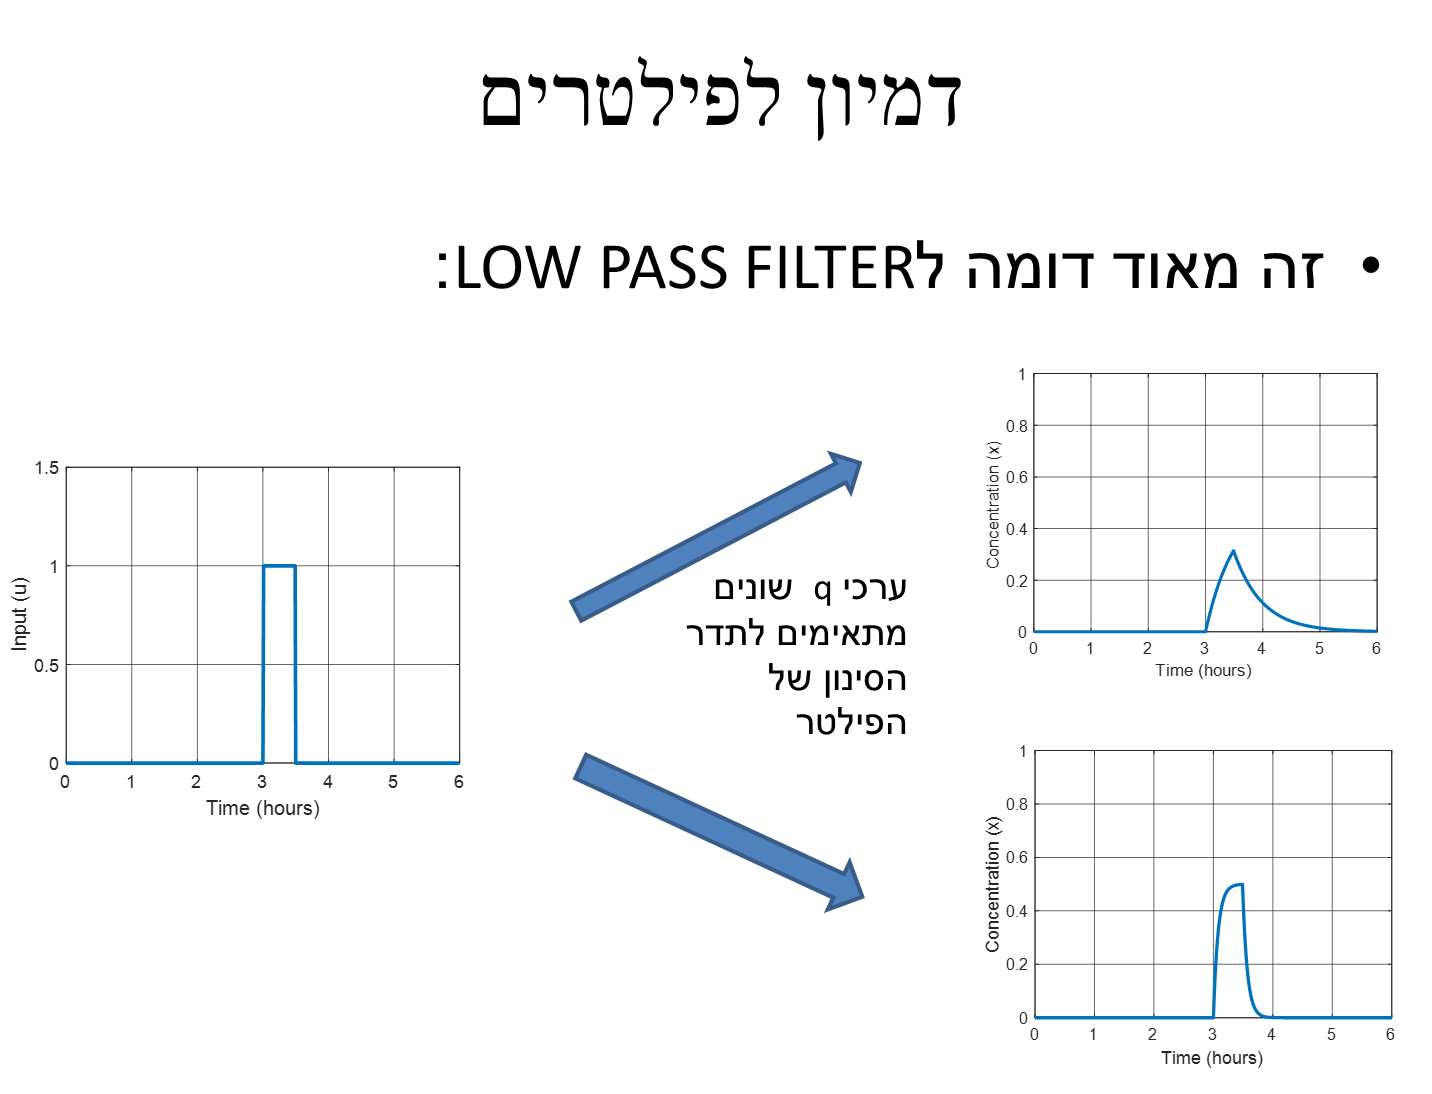 דמיון לפילטרים
• זה מאוד דומה לLOW PASS FILTER:
1.5
1
0.5
0
0 1 2 3 4 5 6
Input (u)
Time (hours)
ערכי q שונים
מתאימים לתדר
הסינון של
הפילטר
1
0.8
0.6
0.4
0.2
0
0 1 2 3 4 5 6
Concentration (x)
Time (hours)
1
0.8
0.6
0.4
0.2
0
0 1 2 3 4 5 6
Concentration (x)
Time (hours)